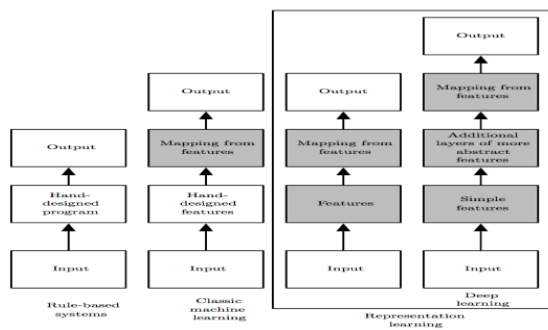 Output
Output
Output
Mapping from
features
Output
Mapping from
features
Mapping from
features
Additional
layers of more
abstract
features
Hand-
designed
program
Hand-
designed
features
Features
Simple
features
Input
Input
Input
Input
Rule-based
systems
Classic
machine
learning
Representation
learning
Deep
learning